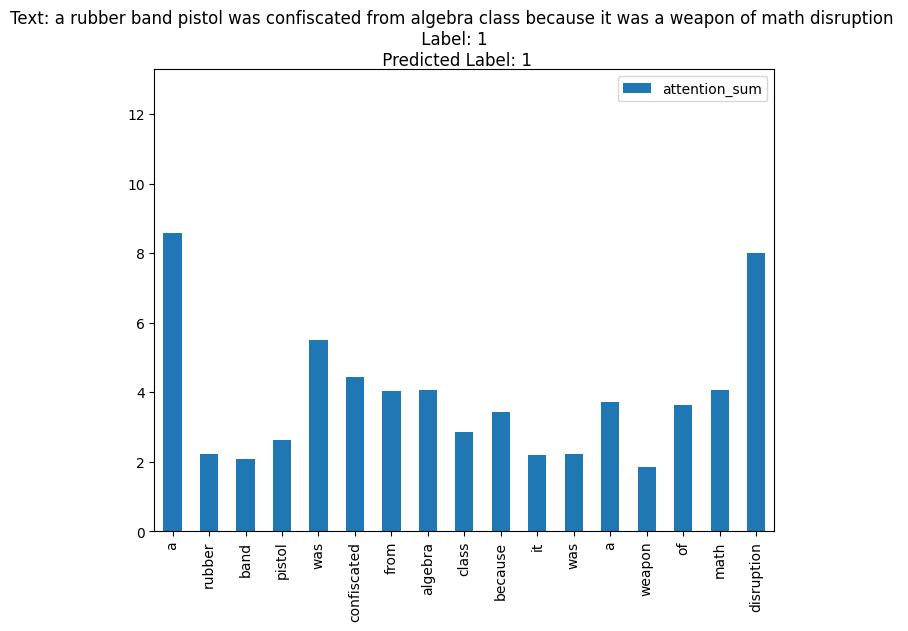 Text: a rubber band pistol was confiscated from algebra class because it was a weapon of math disruption
Label: 1
Predicted Label: 1
attention_sum
12
10
8
6
4
2
0
a
rubber
band
pistol
was
confiscated
from
algebra
class
because
it
was
a
weapon
of
math
disruption